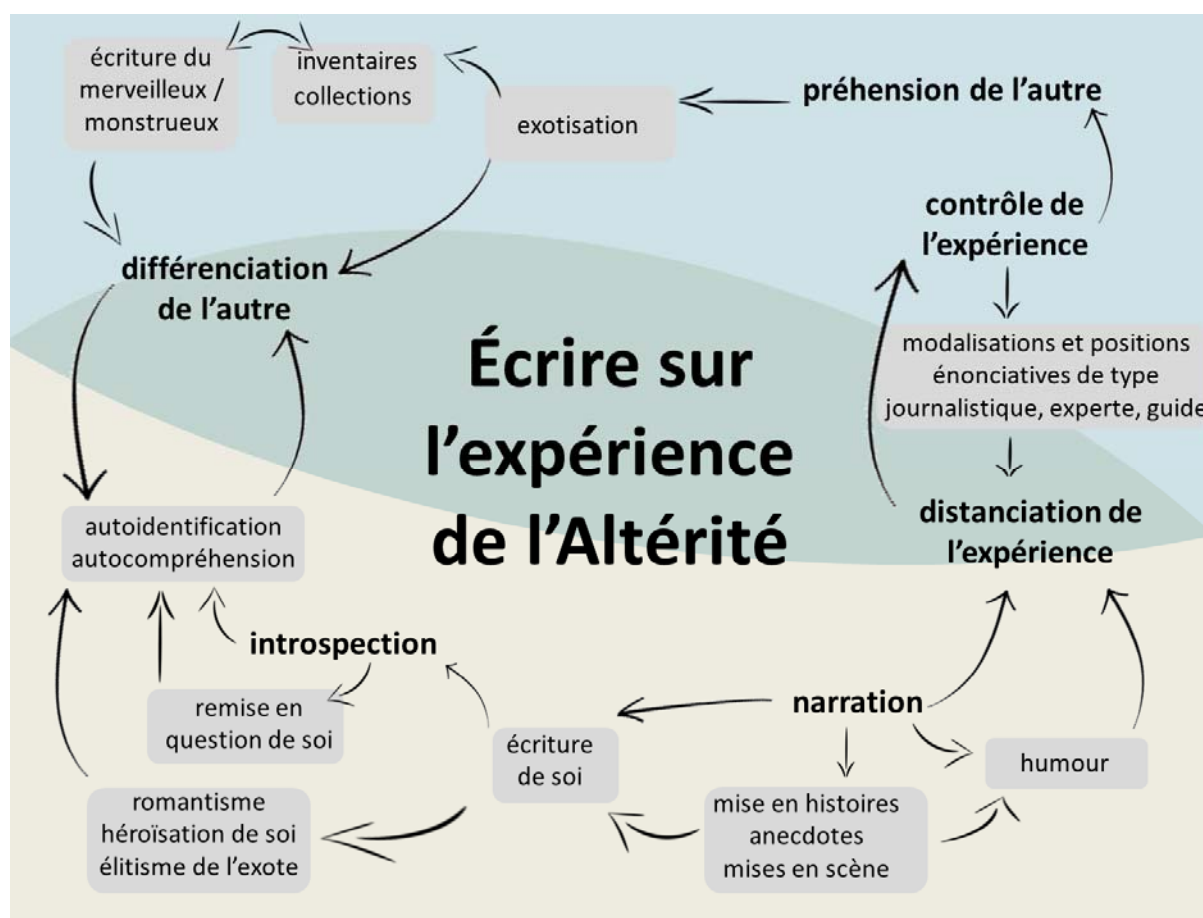 écriture du
merveilleux /
monstrueux
inventaires
collections
exotisation
préhension de l'autre
contrôle de
l'expérience
différenciation
de l'autre
Écrire sur
l'expérience
de l'Altérité
modalisations et positions
énonciatives de type
journalistique, experte, guide
distanciation de
l'expérience
autoidentification
autocompréhension
introspection
remise en
question de soi
romantisme
héroïsation de soi
élitisme de l'exote
écriture
de soi
narration
mise en histoires
anecdotes
mises en scène
humour